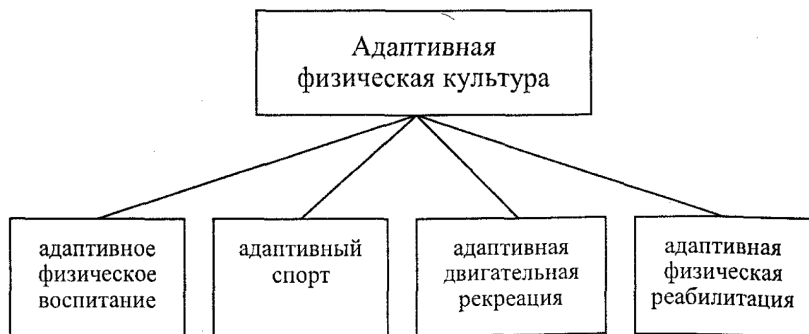 Адаптивная
физическая культура
адаптивное
физическое
воспитание
адаптивный
спорт
адаптивная
двигательная
рекреация
адаптивная
физическая
реабилитация